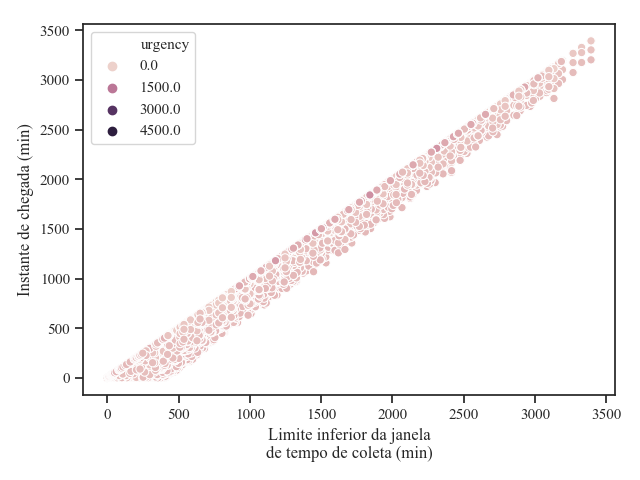 urgency
0.0
1500.0
3000.0
4500.0
3500
3000
2500
2000
1500
1000
500
0
Instante de chegada (min)
0 500 1000 1500 2000 2500 3000 3500
Limite inferior da janela
de tempo de coleta (min)